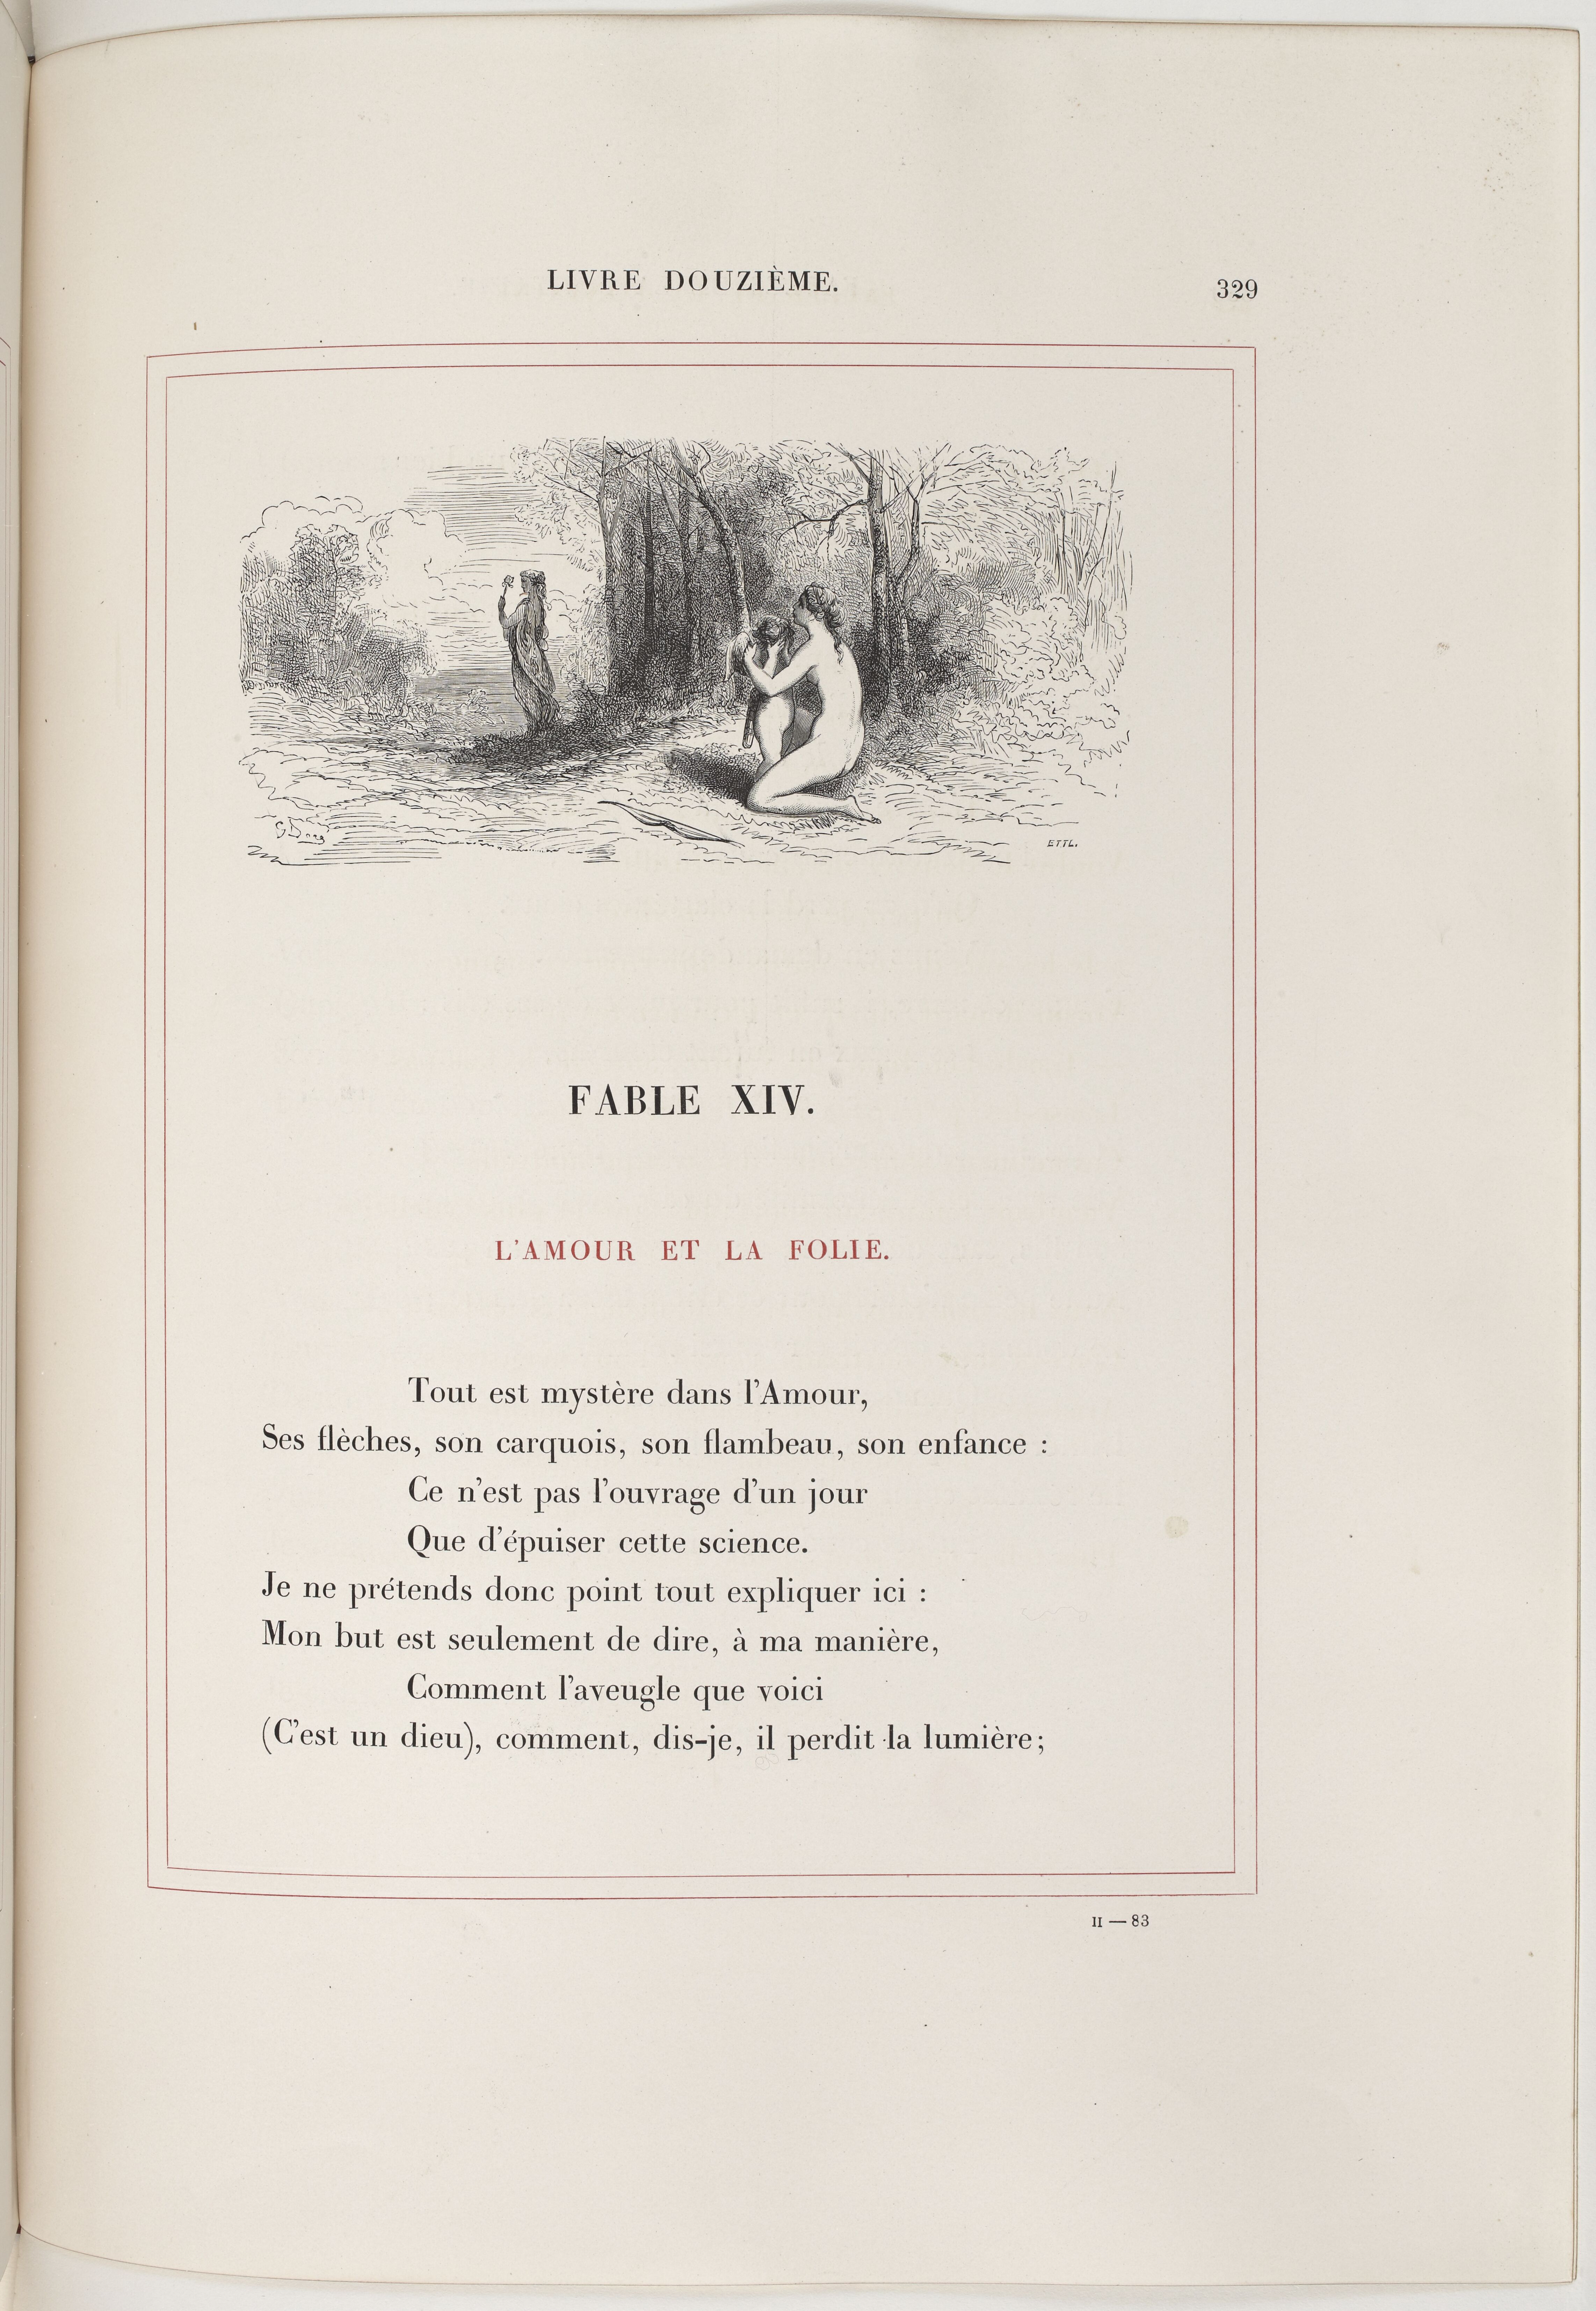 LIVRE DOUZIÈME.
329
G Doré
ETTL.
FABLE XIV.
L'AMOUR ET LA FOLIE.
Tout est mystère dans l'Amour,
Ses flèches, son carquois, son flambeau, son enfance :
Ce n'est pas l'ouvrage d'un jour
Que d'épuiser cette science.
Je ne prétends donc point tout expliquer ici :
Mon but est seulement de dire, à ma manière,
Comment l'aveugle que voici
(C'est un dieu), comment, dis-je, il perdit la lumière;
II — 83